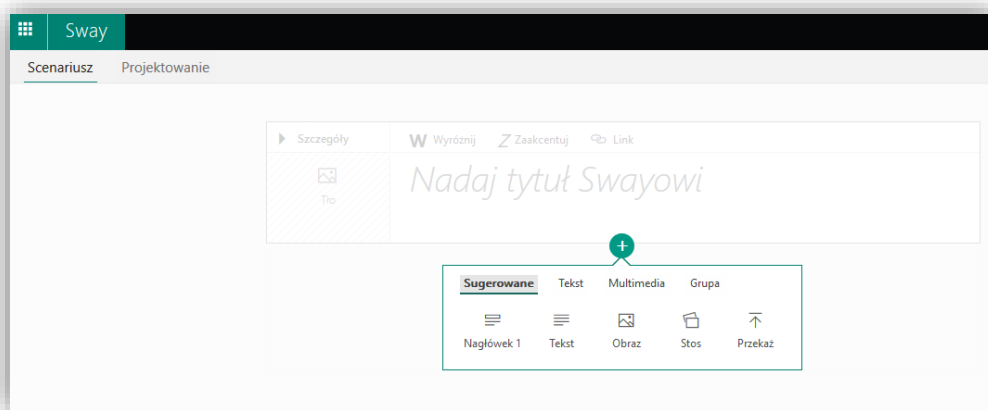 Sway
Scenariusz Projektowanie
Szczegóły W Wyróżnij Z Zaakcentuj Link
Tło Nadaj tytuł Swayowi
Sugerowane Tekst Multimedia Grupa
Nagłówek 1 Tekst Obraz Stos Przekaż